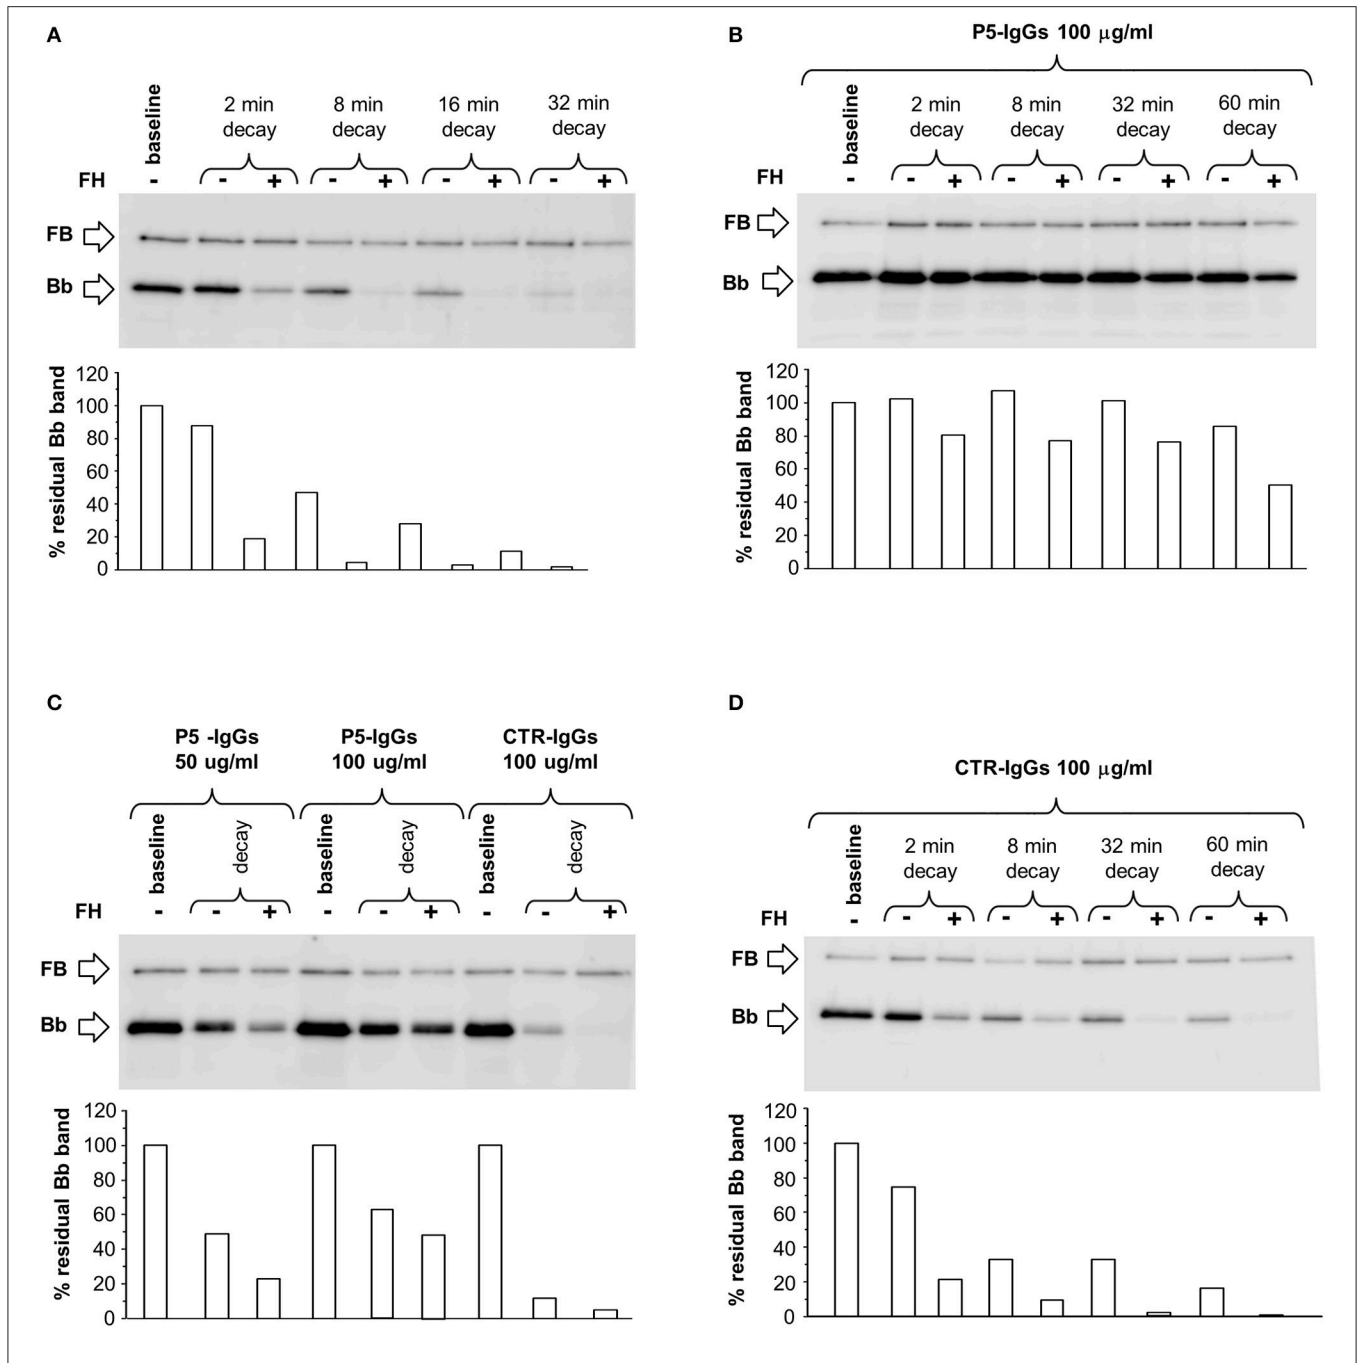 A
baseline
2 min
decay
8 min
decay
16 min
decay
32 min
decay
FH - - + - + - + - +
FB
Bb
% residual Bb band
120
100
80
60
40
20
0
B
P5-IgGs 100 μg/ml
baseline
2 min
decay
8 min
decay
32 min
decay
60 min
decay
FH - - + - + - + - +
FB
Bb
% residual Bb band
120
100
80
60
40
20
0
C
P5 -IgGs
50 ug/ml
P5-IgGs
100 ug/ml
CTR-IgGs
100 ug/ml
baseline
decay
baseline
decay
baseline
decay
FH - - + - - + - - +
FB
Bb
% residual Bb band
120
100
80
60
40
20
0
D
CTR-IgGs 100 μg/ml
baseline
2 min
decay
8 min
decay
32 min
decay
60 min
decay
FH - - + - + - + - +
FB
Bb
% residual Bb band
120
100
80
60
40
20
0